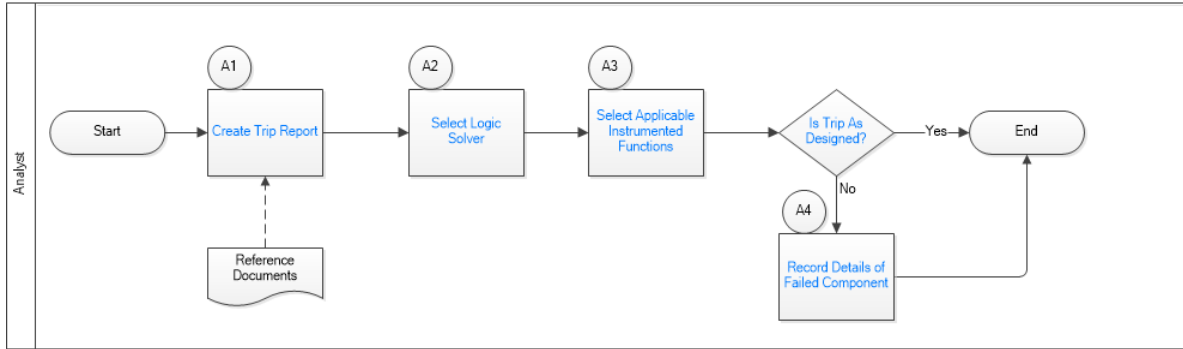 Analyst
Start
A1
Create Trip Report
Reference
Documents
A2
Select Logic
Solver
A3
Select Applicable
Instrumented
Functions
Is Trip As
Designed?
Yes
End
No
A4
Record Details of
Failed Component